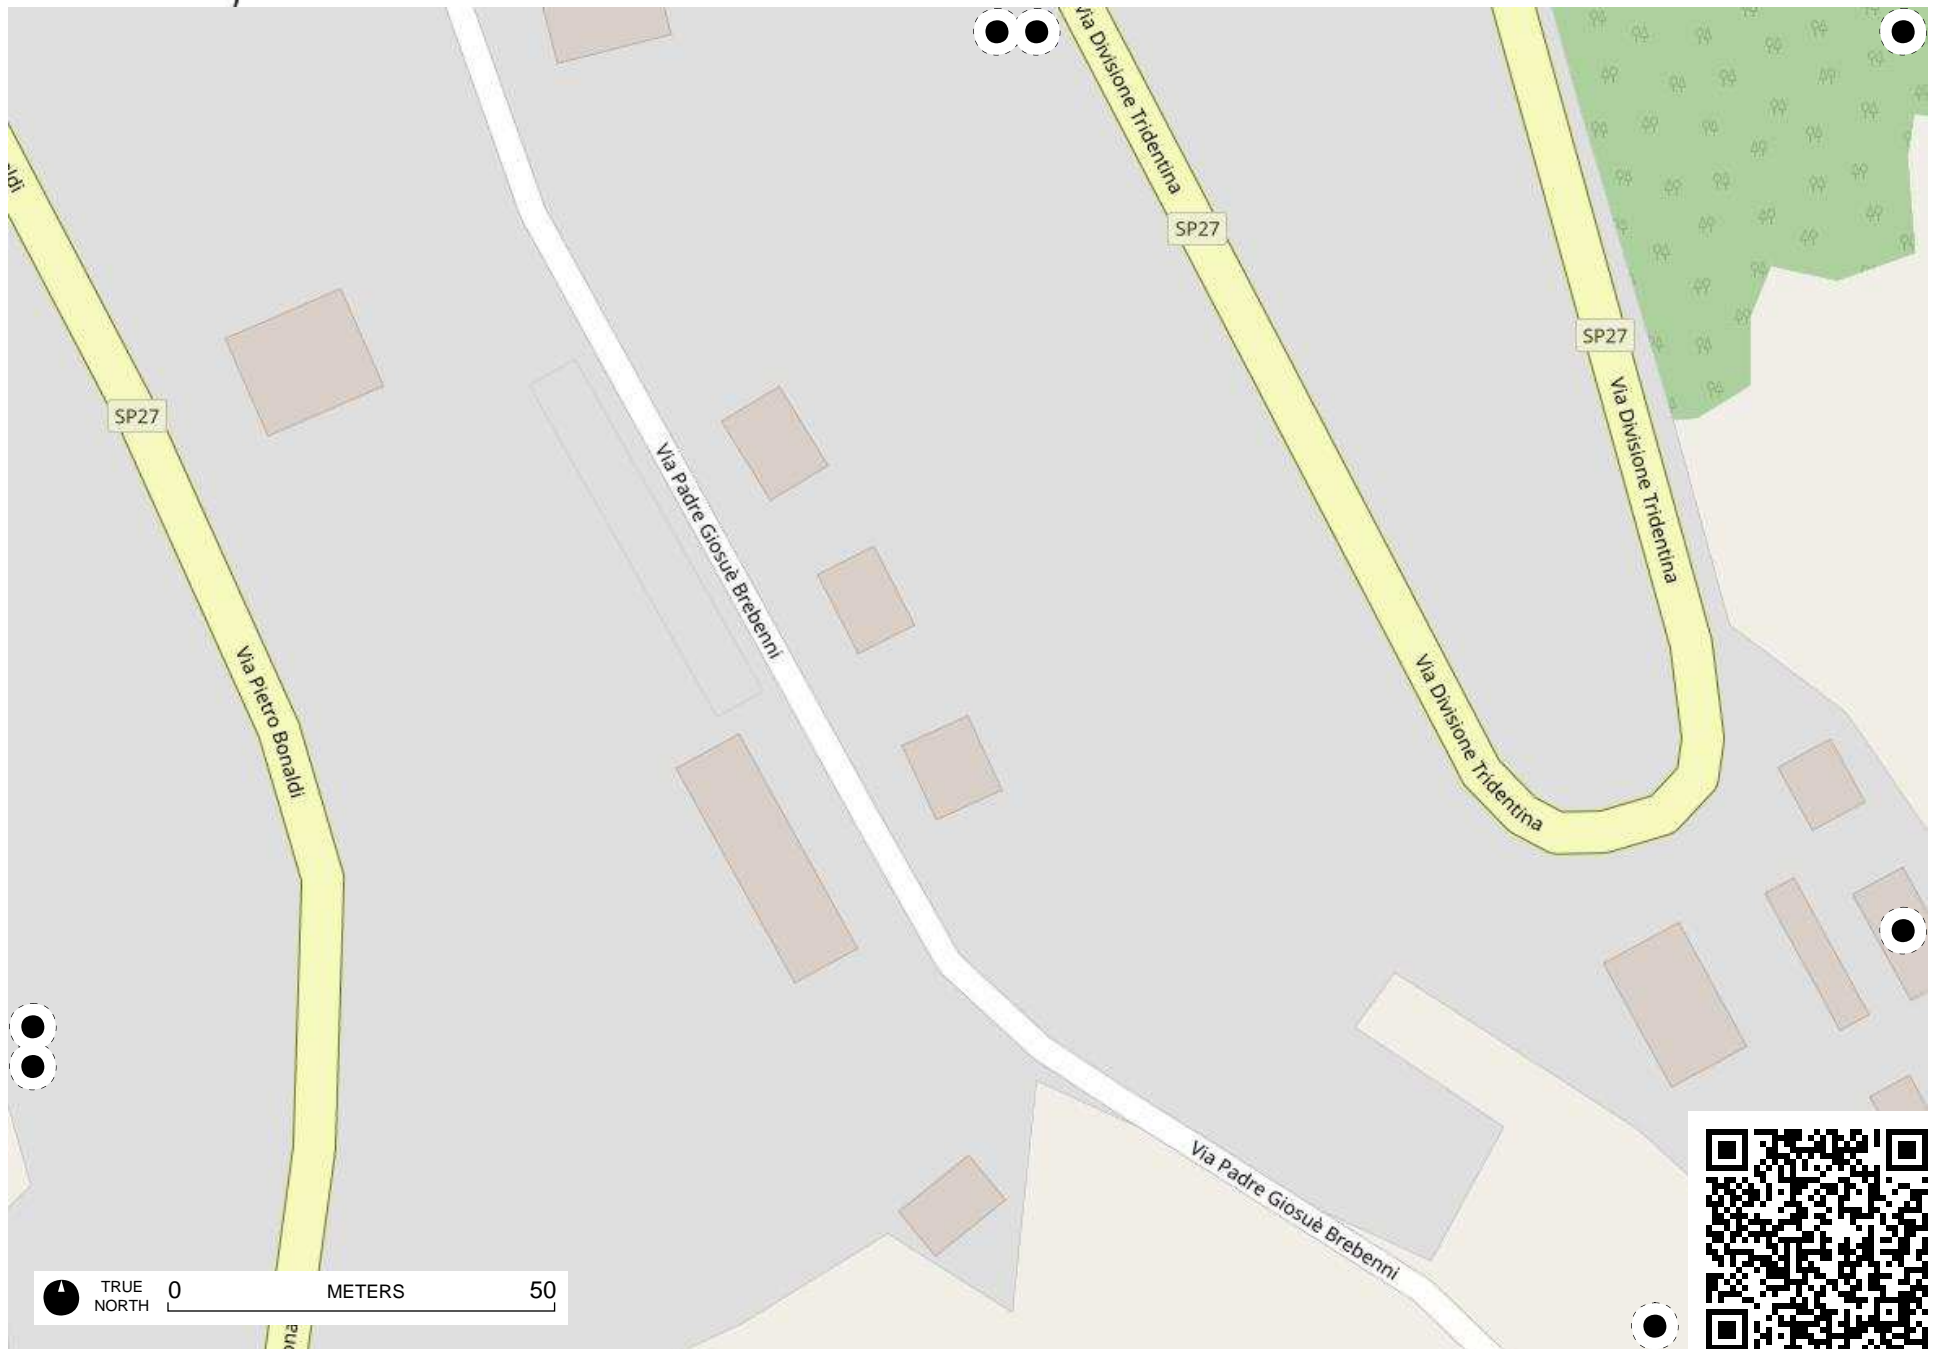 Via Divisione Tridentina
SP27
SP27
Via Divisione Tridentina
SP27
Via Padre Giosuè Brebenni
Via Pietro Bonaldi
Via Divisione Tridentina
Via Padre Giosuè Brebenni
TRUE
NORTH
0 METERS 50